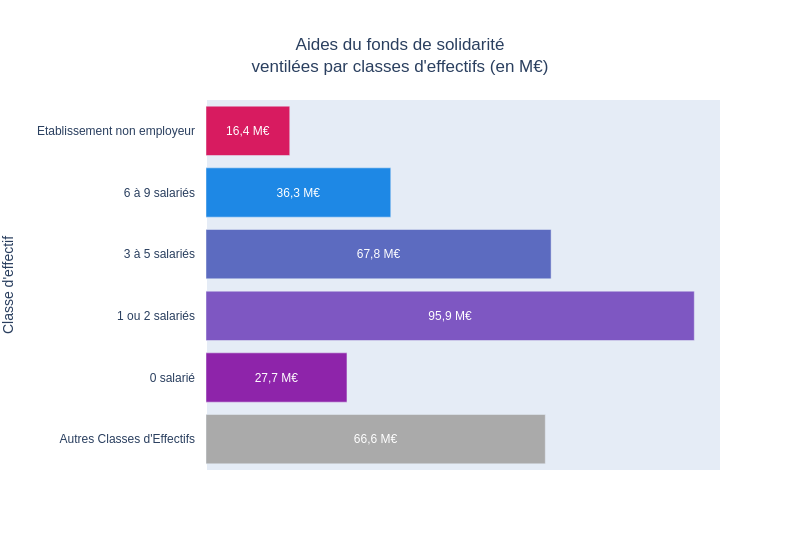 Aides du fonds de solidarité
ventilées par classes d'effectifs (en M€)
Classe d'effectif
Etablissement non employeur
16,4 M€
6 à 9 salariés
36,3 M€
3 à 5 salariés
67,8 M€
1 ou 2 salariés
95,9 M€
0 salarié
27,7 M€
Autres Classes d'Effectifs
66,6 M€